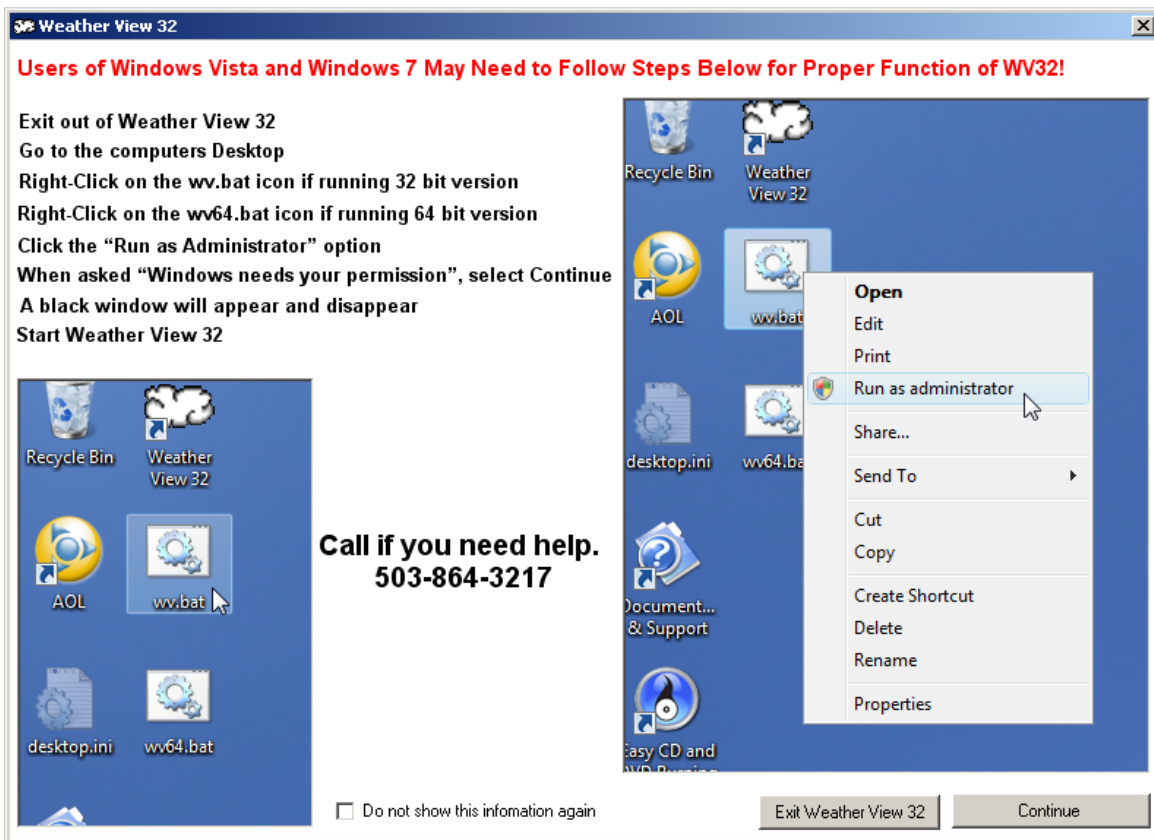 Weather View 32
Users of Windows Vista and Windows 7 May Need to Follow Steps Below for Proper Function of WV32!
Exit out of Weather View 32
Go to the computers Desktop
Right-Click on the wv.bat icon if running 32 bit version
Right-Click on the wv64.bat icon if running 64 bit version
Click the “Run as Administrator” option
When asked “Windows needs your permission”, select Continue
A black window will appear and disappear
Start Weather View 32
Recycle Bin
Weather
View 32
AOL
wv.bat
desktop.ini
wv64.bat
Call if you need help.
503-864-3217
Recycle Bin
Weather
View 32
AOL
wv.bat
desktop.ini
wv64.ba
Document...
& Support
Easy CD and
DVD Burning
Open
Edit
Print
Run as administrator
Share...
Send To
Cut
Copy
Create Shortcut
Delete
Rename
Properties
Do not show this infomation again
Exit Weather View 32
Continue